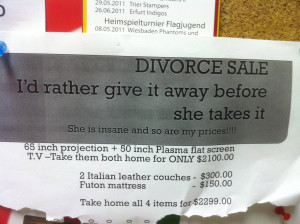 29.05.2011 Trier Stampers
26.06.2011 Erfurt Indigos
Heimspielturnier Flagjugend
08.05.2011 Wiesbaden Phantoms und
DIVORCE SALE
I'd rather give it away before
she takes it
She is insane and so are my prices!!!!
65 inch projection + 50 inch Plasma flat screen
T.V –Take them both home for ONLY $2100.00
2 Italian leather couches - $300.00
Futon mattress - $150.00
Take home all 4 items for $2299.00